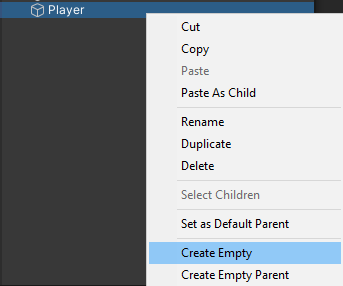 Player
Cut
Copy
Paste
Paste As Child
Rename
Duplicate
Delete
Select Children
Set as Default Parent
Create Empty
Create Empty Parent